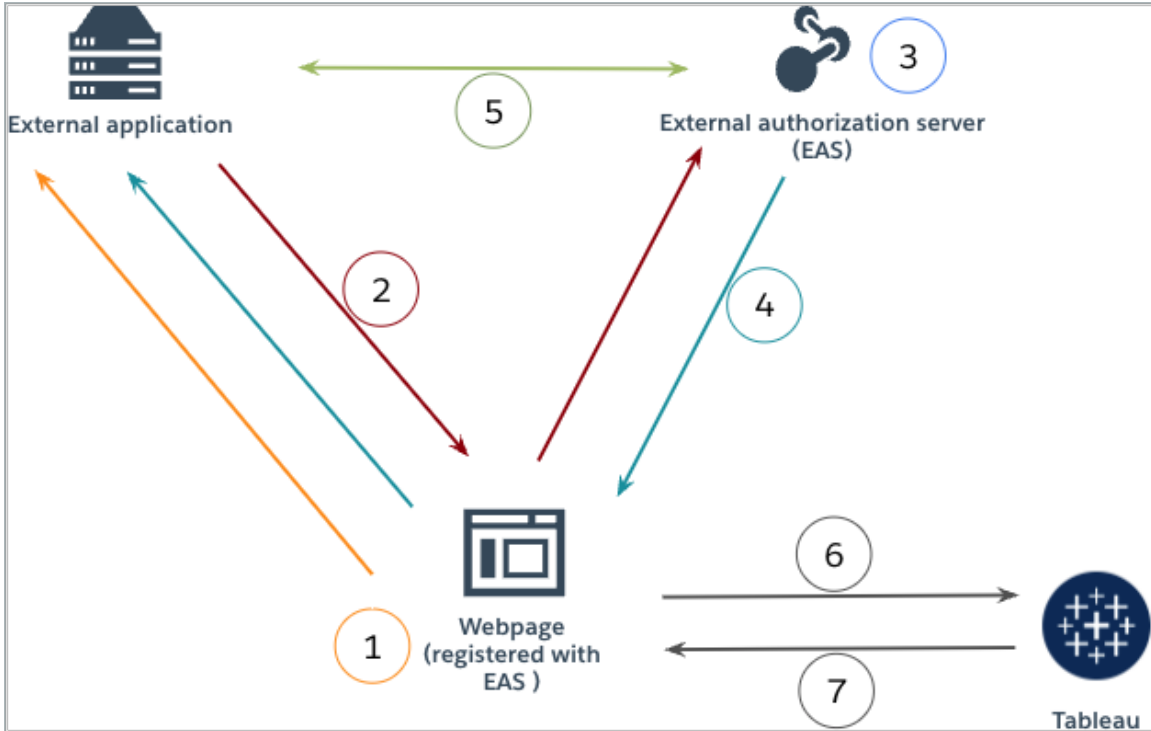 3
External application
5
External authorization server
(EAS)
2
4
6
1
Webpage
(registered with
EAS )
7
Tableau